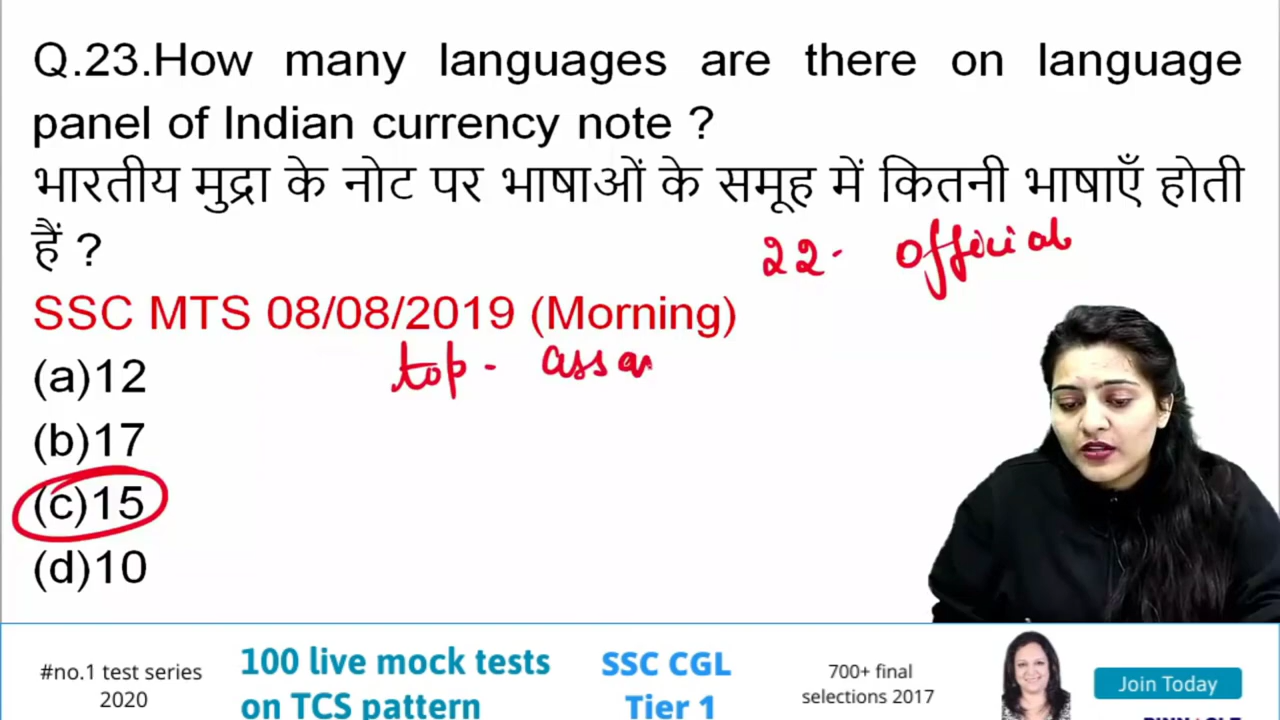 Q.23.How many languages are there on language
panel of Indian currency note ?
भारतीय मुद्रा के नोट पर भाषाओं के समूह में कितनी भाषाएँ होती
हैं ?
22. official
SSC MTS 08/08/2019 (Morning)
top -
(a)12
(b)17
(c)15
(d)10
#no.1 test series
2020
100 live mock tests
on TCS pattern
SSC CGL
Tier 1
700+ final
selections 2017
Join Today